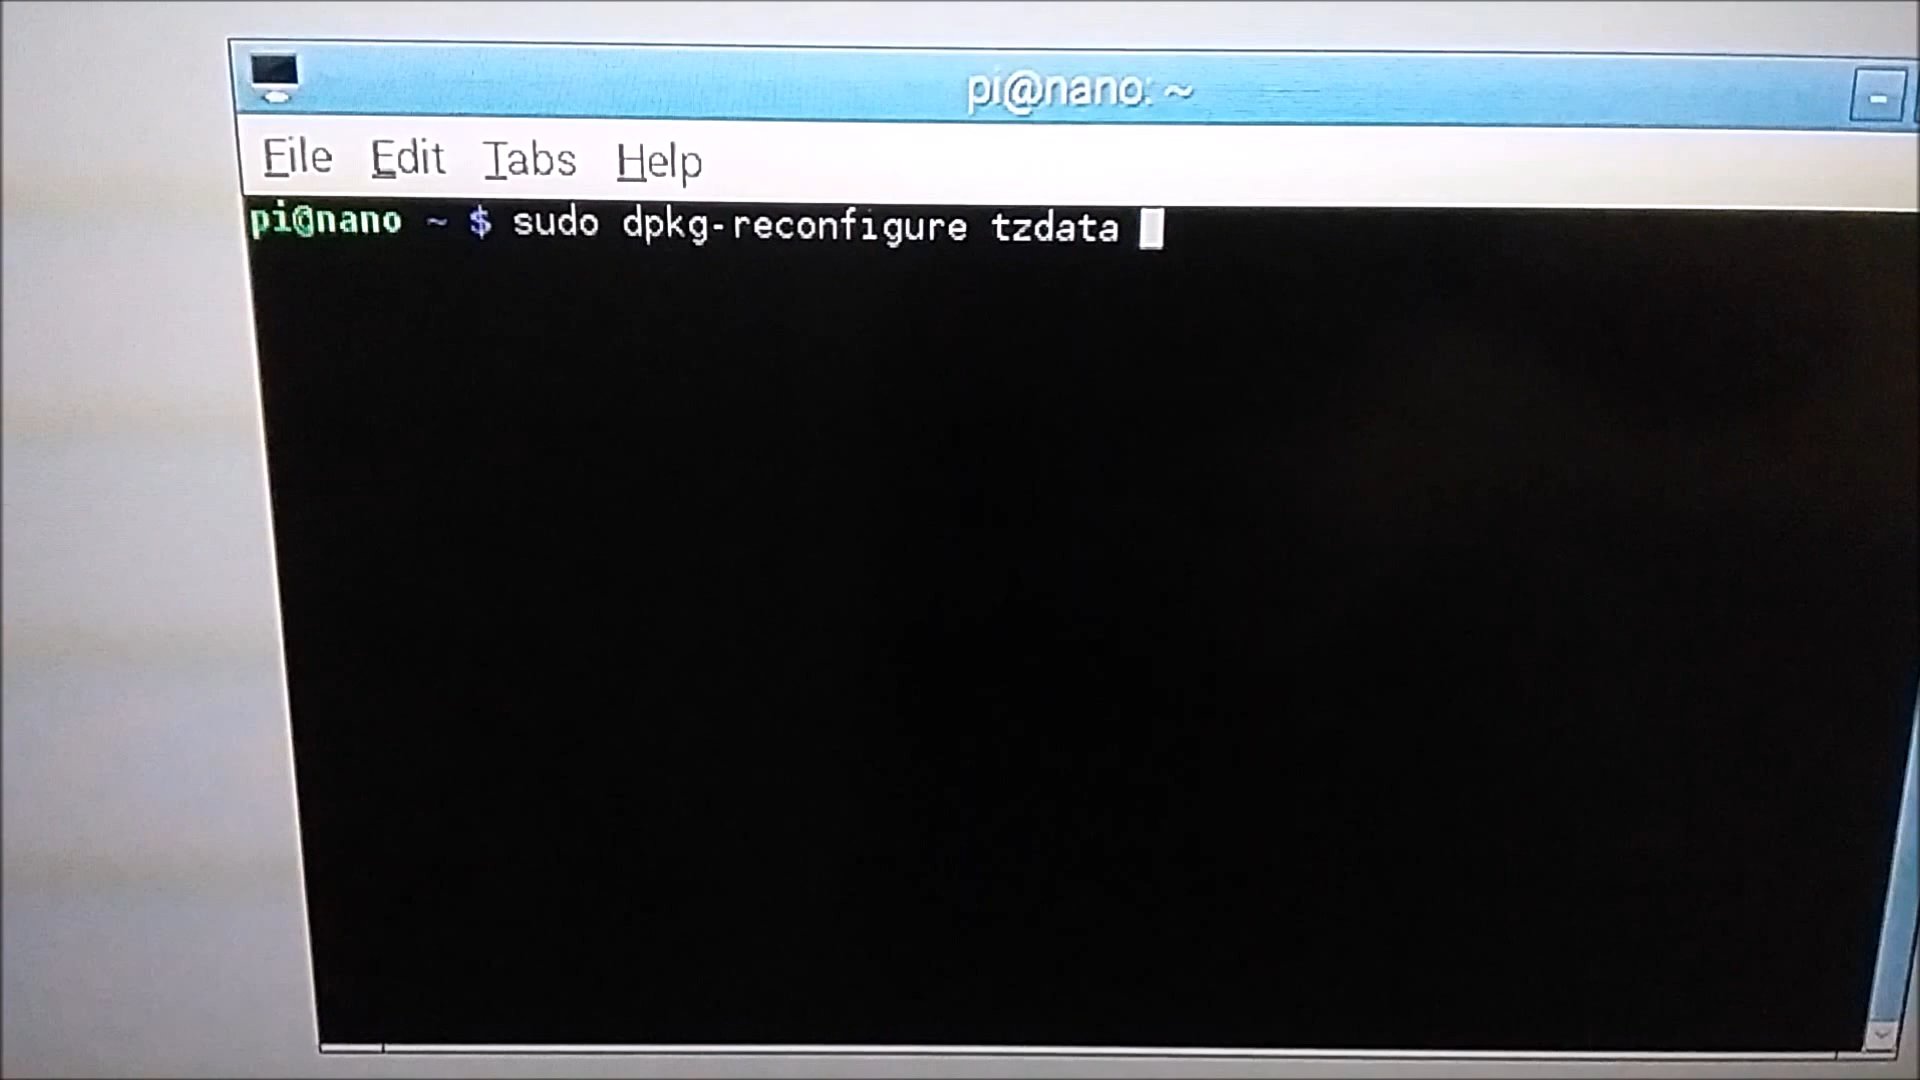 pi@nano: ~
File Edit Tabs Help
pi@nano ~ $ sudo dpkg-reconfigure tzdata